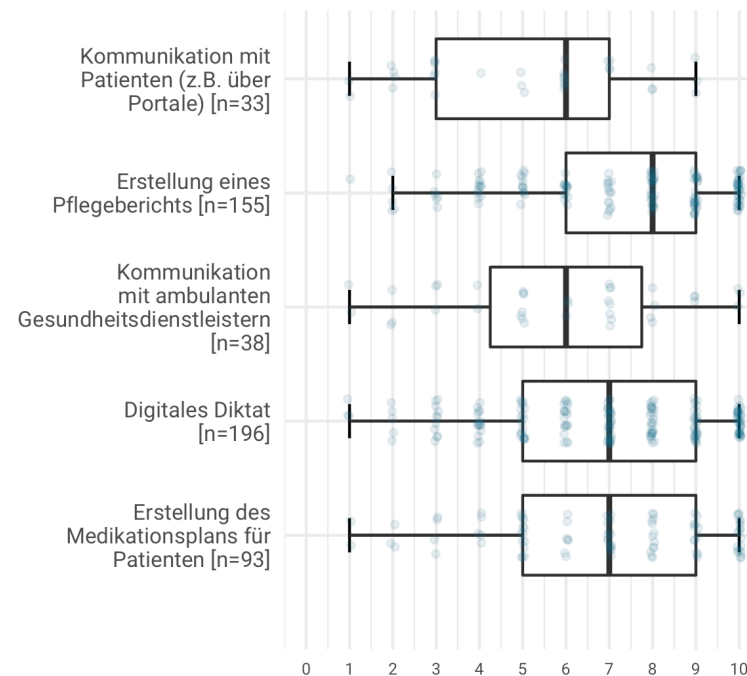 Kommunikation mit
Patienten (z.B. über
Portale) [n=33]
Erstellung eines
Pflegeberichts [n=155]
Kommunikation
mit ambulanten
Gesundheitsdienstleistern
[n=38]
Digitales Diktat
[n=196]
Erstellung des
Medikationsplans für
Patienten [n=93]
0 1 2 3 4 5 6 7 8 9 10